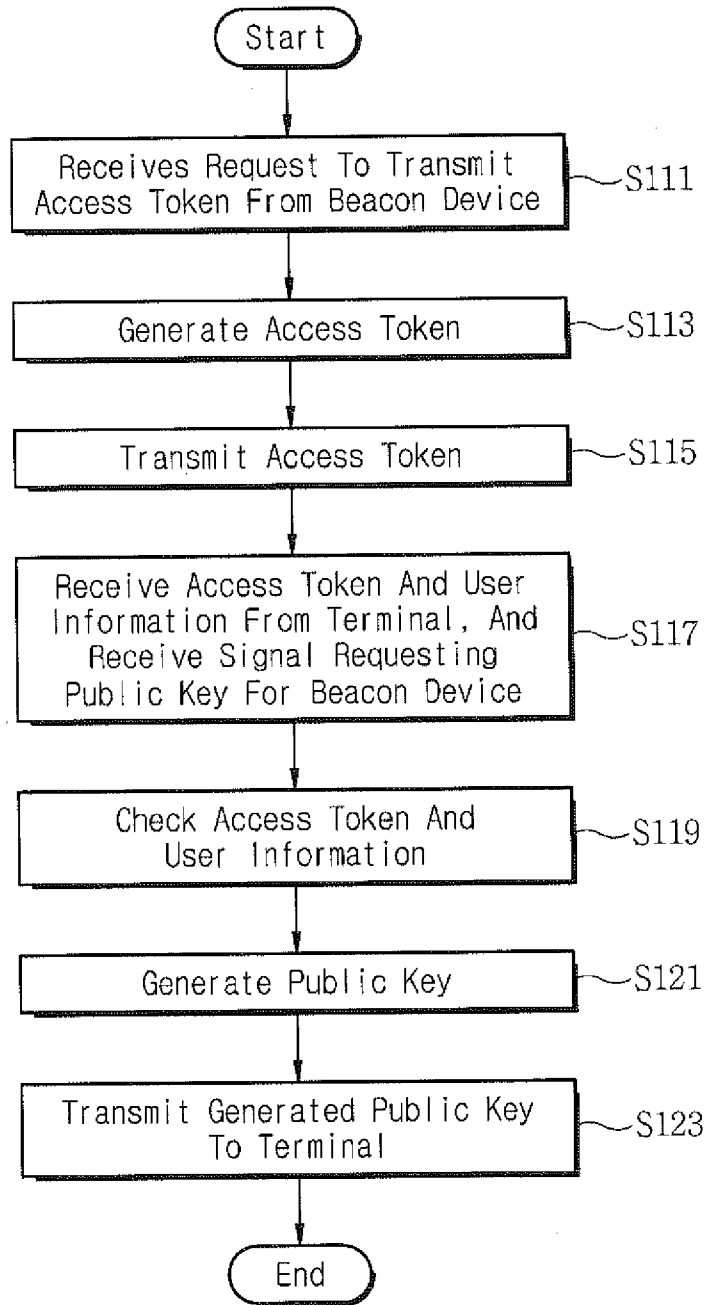 Start
Receives Request To Transmit
Access Token From Beacon Device
S111
Generate Access Token
S113
Transmit Access Token
S115
Receive Access Token And User
Information From Terminal, And
Receive Signal Requesting
Public Key For Beacon Device
S117
Check Access Token And
User Information
S119
Generate Public Key
S121
Transmit Generated Public Key
To Terminal
S123
End